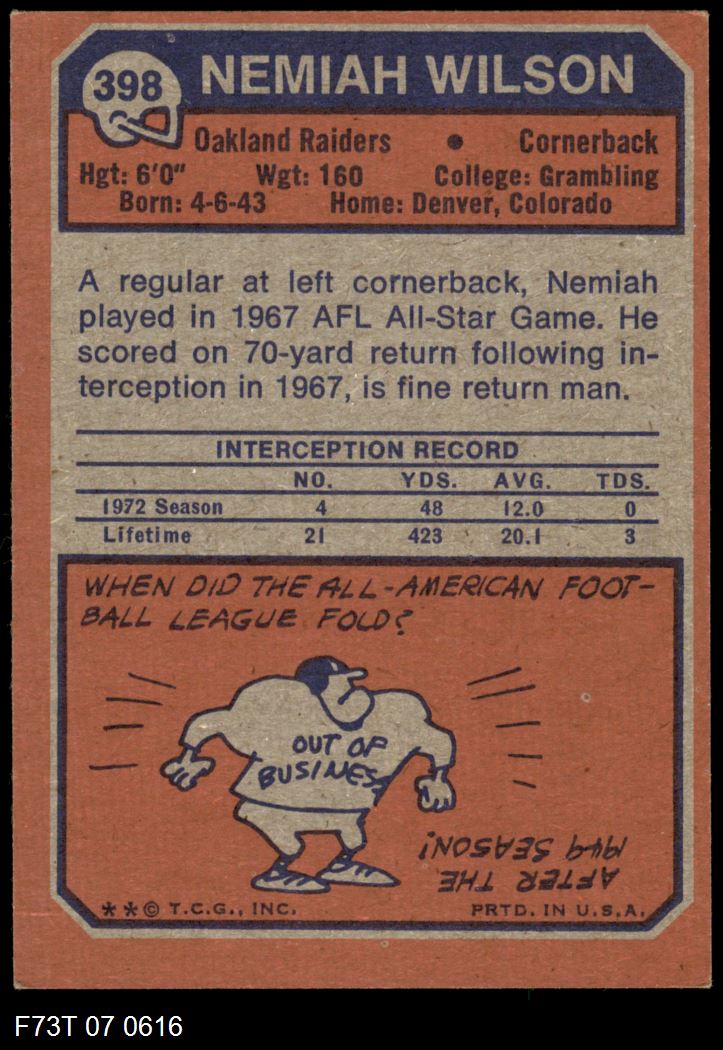 398
NEMIAH WILSON
Oakland Raiders • Cornerback
Hgt: 6'0" Wgt: 160 College: Grambling
Born: 4-6-43 Home: Denver, Colorado
A regular at left cornerback, Nemiah
played in 1967 AFL All-Star Game. He
scored on 70-yard return following in-
terception in 1967, is fine return man.
INTERCEPTION RECORD
NO. YDS. AVG. TDS.
1972 Season 4 48 12.0 0
Lifetime 21 423 20.1 3
WHEN DID THE ALL-AMERICAN FOOT-
BALL LEAGUE FOLD?
OUT OF
BUSINESS
AFTER THE
1949 SEASON!
** © T.C.G., INC. PRTD. IN U.S.A.
F73T 07 0616